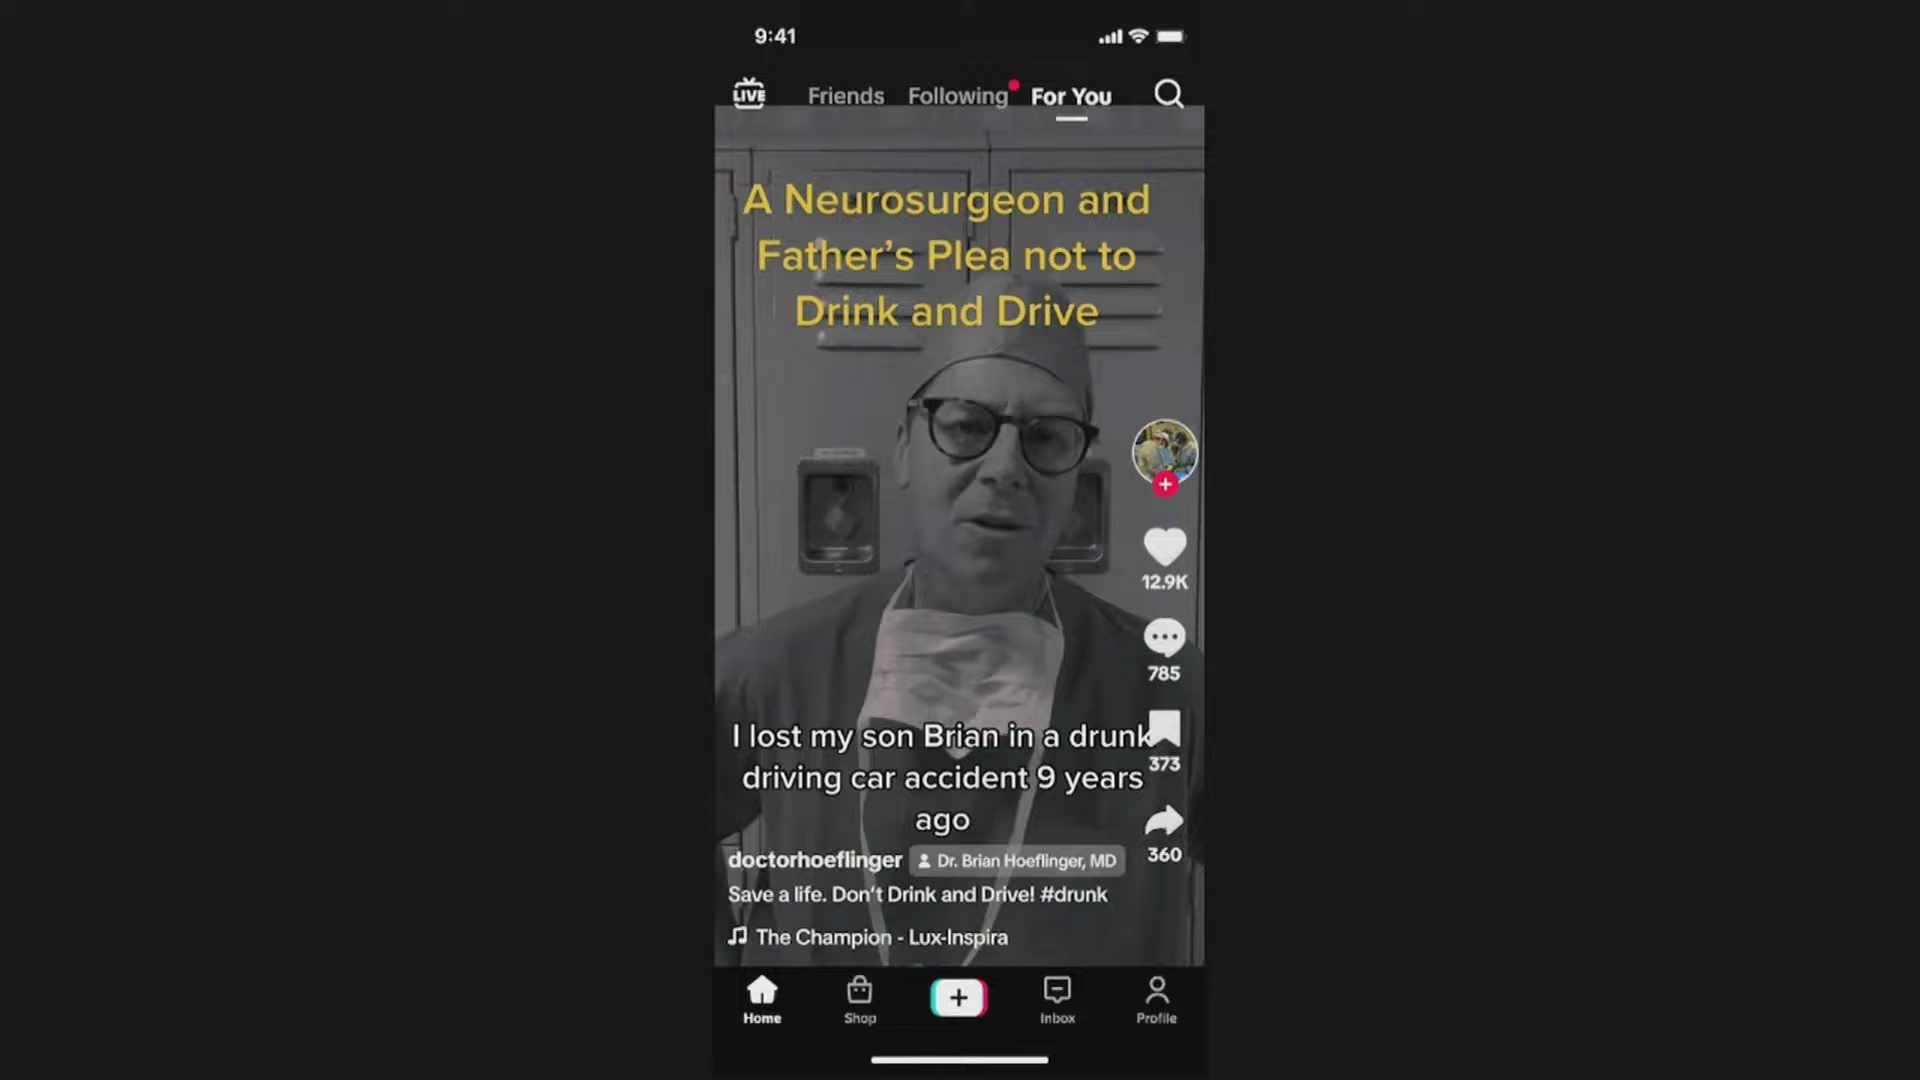 9:41
LIVE
Friends Following For You
A Neurosurgeon and
Father's Plea not to
Drink and Drive
12.9K
785
373
360
I lost my son Brian in a drunk
driving car accident 9 years
ago
doctorhoeflinger Dr. Brian Hoeflinger, MD
Save a life. Don't Drink and Drive! #drunk
The Champion - Lux-Inspira
Home Shop Inbox Profile